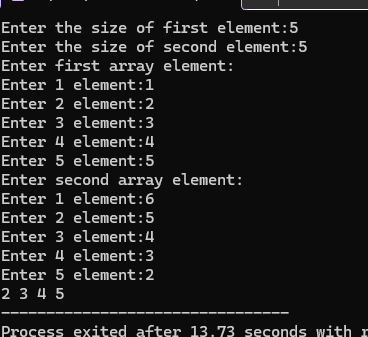 Enter the size of first element:5
Enter the size of second element:5
Enter first array element:
Enter 1 element:1
Enter 2 element:2
Enter 3 element:3
Enter 4 element:4
Enter 5 element:5
Enter second array element:
Enter 1 element:6
Enter 2 element:5
Enter 3 element:4
Enter 4 element:3
Enter 5 element:2
2 3 4 5
--------------------------------
Process exited after 13.73 seconds with